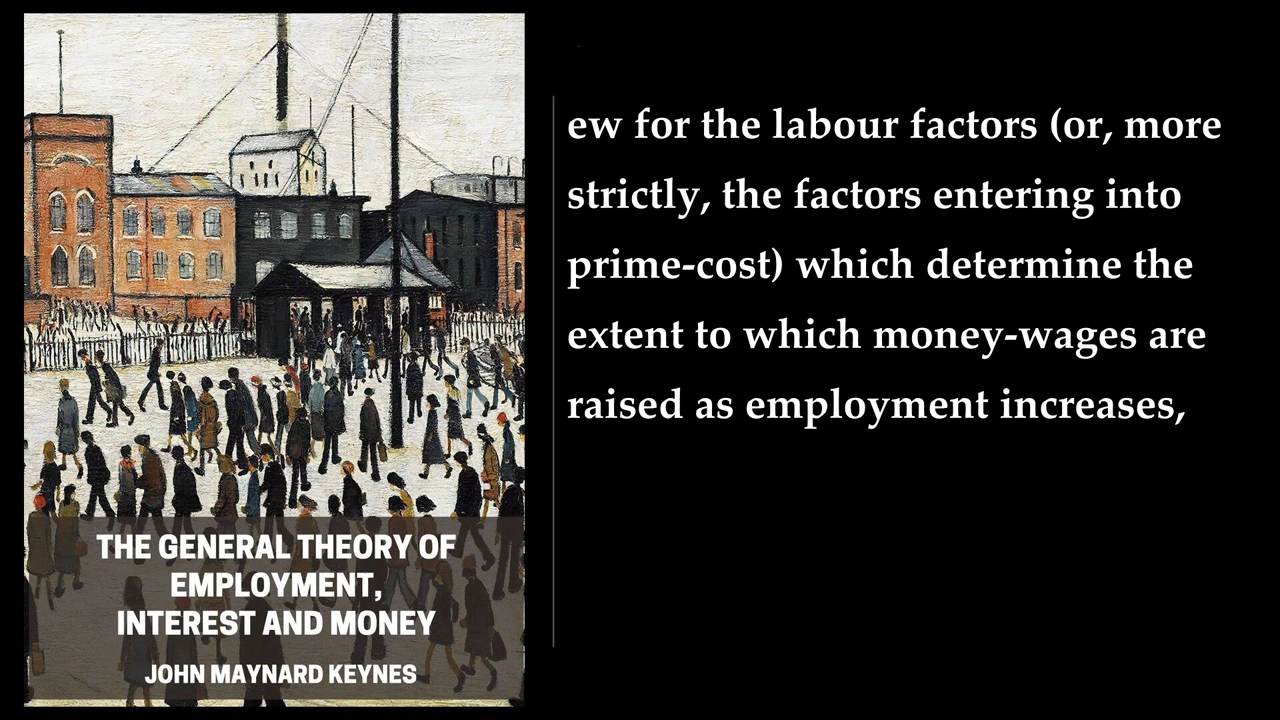 ew for the labour factors (or, more
strictly, the factors entering into
prime-cost) which determine the
extent to which money-wages are
raised as employment increases,
THE GENERAL THEORY OF
EMPLOYMENT,
INTEREST AND MONEY
JOHN MAYNARD KEYNES